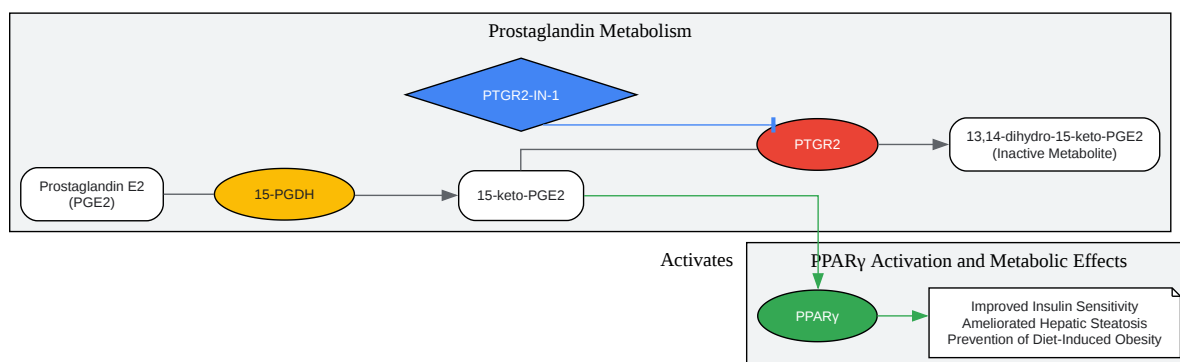 Prostaglandin Metabolism
PTGR2-IN-1
PTGR2
13,14-dihydro-15-keto-PGE2
(Inactive Metabolite)
Prostaglandin E2
(PGE2)
15-PGDH
15-keto-PGE2
Activates
PPARγ Activation and Metabolic Effects
PPARγ
Improved Insulin Sensitivity
Ameliorated Hepatic Steatosis
Prevention of Diet-Induced Obesity